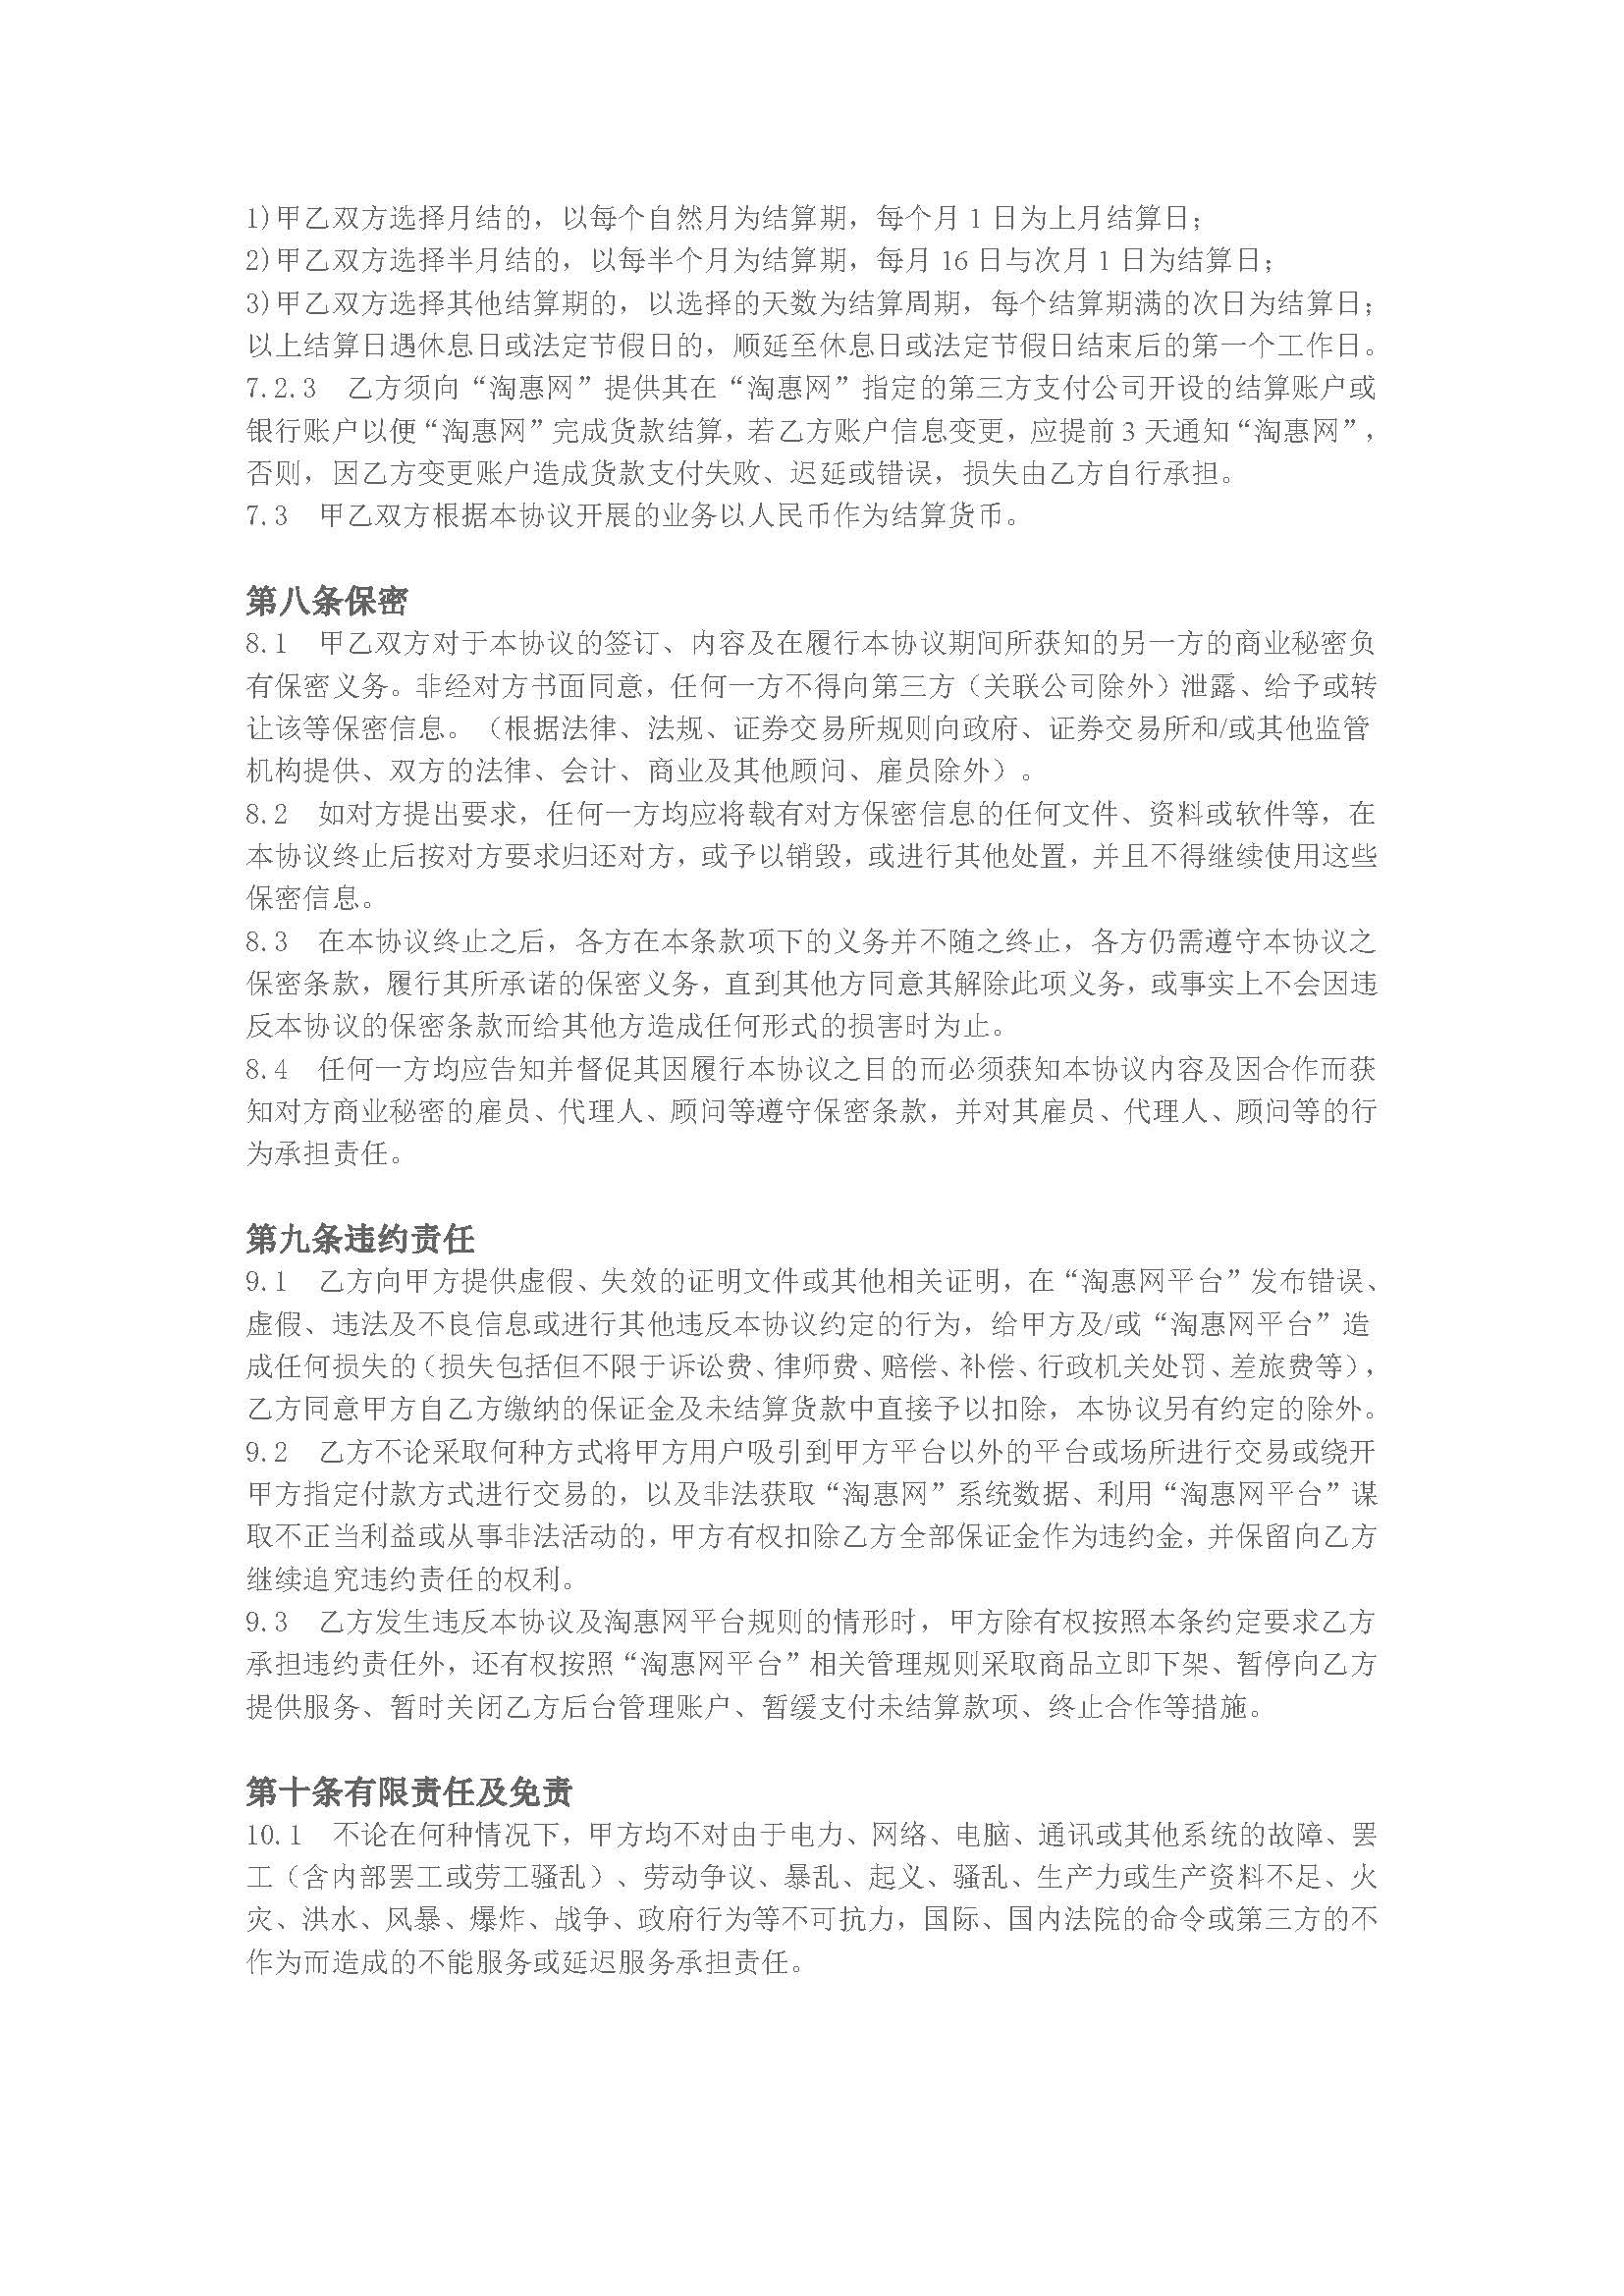 1)甲乙双方选择月结的，以每个自然月为结算期，每个月 1 日为上月结算日；
2)甲乙双方选择半月结的，以每半个月为结算期，每月 16 日与次月 1 日为结算日；
3)甲乙双方选择其他结算期的，以选择的天数为结算周期，每个结算期满的次日为结算日；
以上结算日遇休息日或法定节假日的，顺延至休息日或法定节假日结束后的第一个工作日。
7.2.3 乙方须向“淘惠网”提供其在“淘惠网”指定的第三方支付公司开设的结算账户或
银行账户以便“淘惠网”完成货款结算，若乙方账户信息变更，应提前 3 天通知“淘惠网”，
否则，因乙方变更账户造成货款支付失败、迟延或错误，损失由乙方自行承担。
7.3 甲乙双方根据本协议开展的业务以人民币作为结算货币。
第八条保密
8.1 甲乙双方对于本协议的签订、内容及在履行本协议期间所获知的另一方的商业秘密负
有保密义务。非经对方书面同意，任何一方不得向第三方（关联公司除外）泄露、给予或转
让该等保密信息。（根据法律、法规、证券交易所规则向政府、证券交易所和/或其他监管
机构提供、双方的法律、会计、商业及其他顾问、雇员除外）。
8.2 如对方提出要求，任何一方均应将载有对方保密信息的任何文件、资料或软件等，在
本协议终止后按对方要求归还对方，或予以销毁，或进行其他处置，并且不得继续使用这些
保密信息。
8.3 在本协议终止之后，各方在本条款项下的义务并不随之终止，各方仍需遵守本协议之
保密条款，履行其所承诺的保密义务，直到其他方同意其解除此项义务，或事实上不会因违
反本协议的保密条款而给其他方造成任何形式的损害时为止。
8.4 任何一方均应告知并督促其因履行本协议之目的而必须获知本协议内容及因合作而获
知对方商业秘密的雇员、代理人、顾问等遵守保密条款，并对其雇员、代理人、顾问等的行
为承担责任。
第九条违约责任
9.1 乙方向甲方提供虚假、失效的证明文件或其他相关证明，在“淘惠网平台”发布错误、
虚假、违法及不良信息或进行其他违反本协议约定的行为，给甲方及/或“淘惠网平台”造
成任何损失的（损失包括但不限于诉讼费、律师费、赔偿、补偿、行政机关处罚、差旅费等），
乙方同意甲方自乙方缴纳的保证金及未结算货款中直接予以扣除，本协议另有约定的除外。
9.2 乙方不论采取何种方式将甲方用户吸引到甲方平台以外的平台或场所进行交易或绕开
甲方指定付款方式进行交易的，以及非法获取“淘惠网”系统数据、利用“淘惠网平台”谋
取不正当利益或从事非法活动的，甲方有权扣除乙方全部保证金作为违约金，并保留向乙方
继续追究违约责任的权利。
9.3 乙方发生违反本协议及淘惠网平台规则的情形时，甲方除有权按照本条约定要求乙方
承担违约责任外，还有权按照“淘惠网平台”相关管理规则采取商品立即下架、暂停向乙方
提供服务、暂时关闭乙方后台管理账户、暂缓支付未结算款项、终止合作等措施。
第十条有限责任及免责
10.1 不论在何种情况下，甲方均不对由于电力、网络、电脑、通讯或其他系统的故障、罢
工（含内部罢工或劳工骚乱）、劳动争议、暴乱、起义、骚乱、生产力或生产资料不足、火
灾、洪水、风暴、爆炸、战争、政府行为等不可抗力，国际、国内法院的命令或第三方的不
作为而造成的不能服务或延迟服务承担责任。